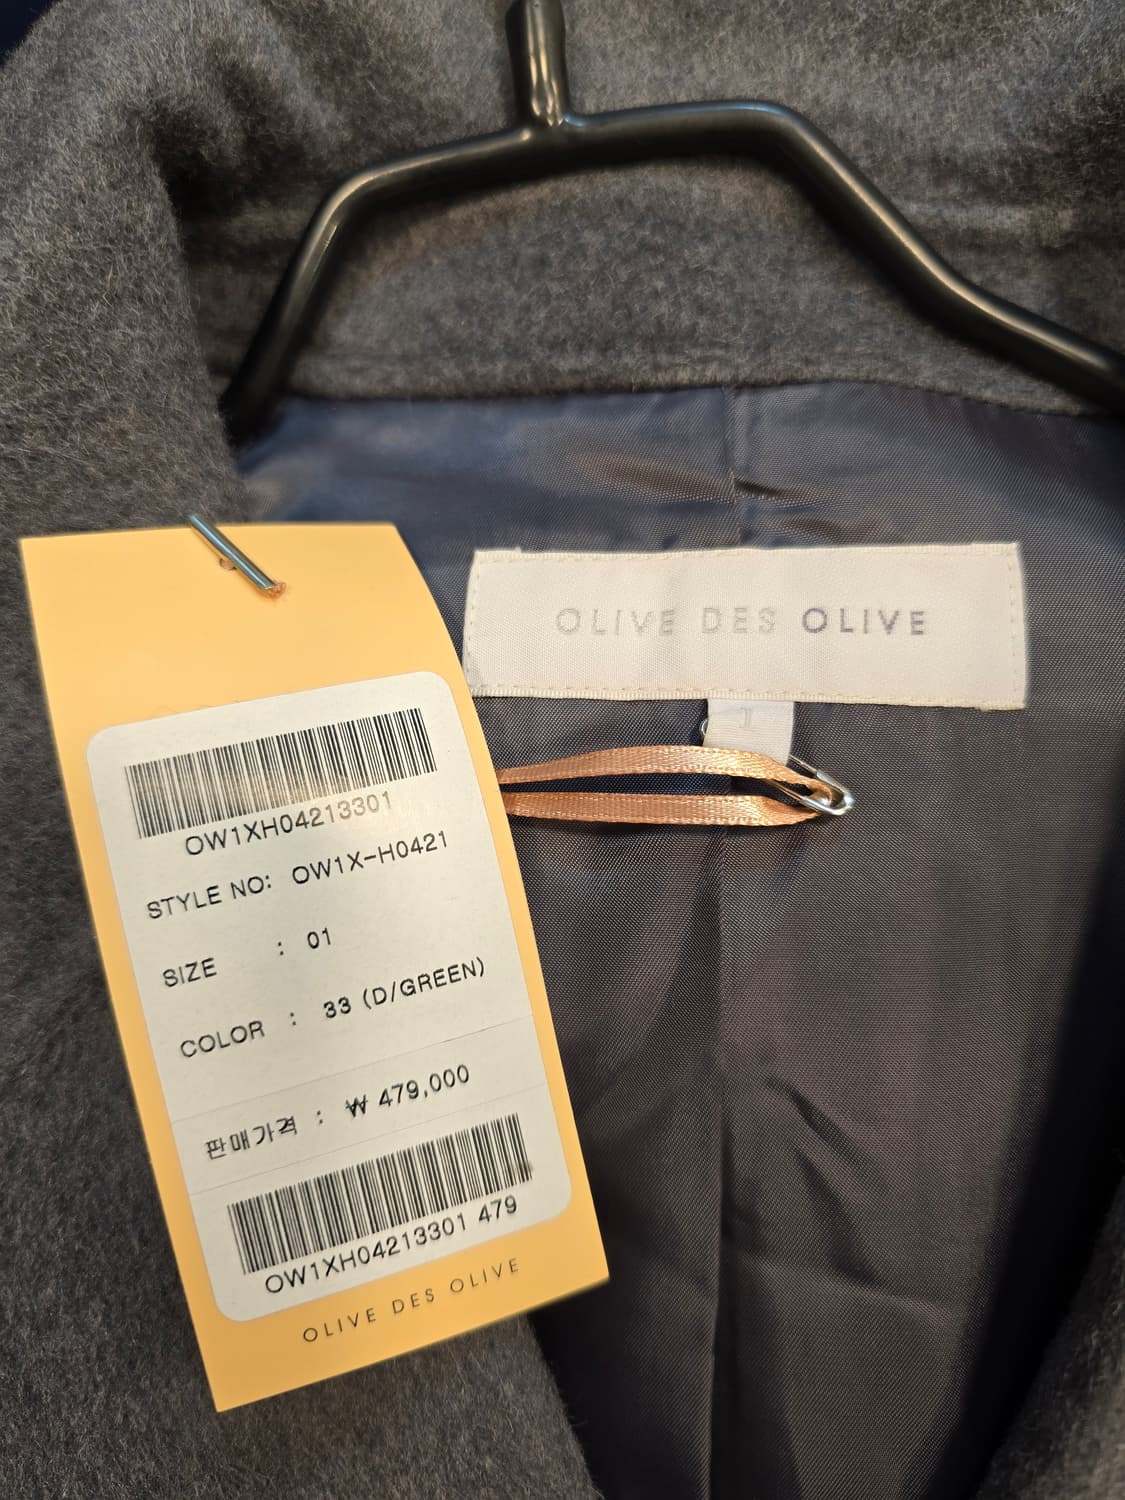 OLIVE DES OLIVE
1
OW1XH04213301
STYLE NO: OW1X-H0421
SIZE : 01
COLOR : 33 (D/GREEN)
판매가격 : ₩ 479,000
OW1XH04213301 479
OLIVE DES OLIVE